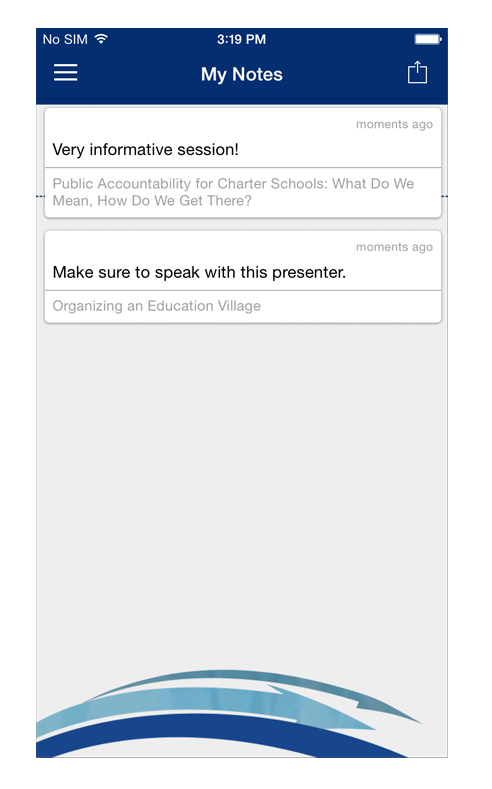 No SIM 3:19 PM
My Notes
moments ago
Very informative session!
Public Accountability for Charter Schools: What Do We
Mean, How Do We Get There?
moments ago
Make sure to speak with this presenter.
Organizing an Education Village